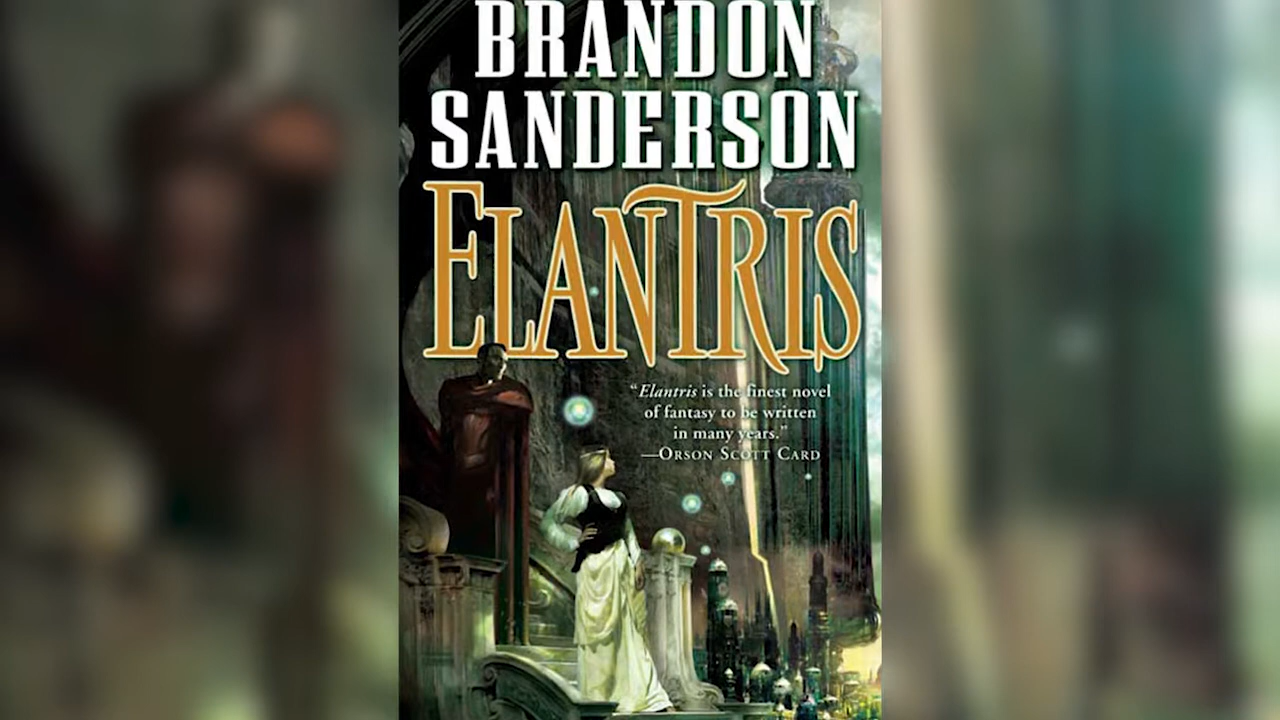 BRANDON
SANDERSON
ELANTRIS
“Elantris is the finest novel
of fantasy to be written
in many years.”
—ORSON SCOTT CARD